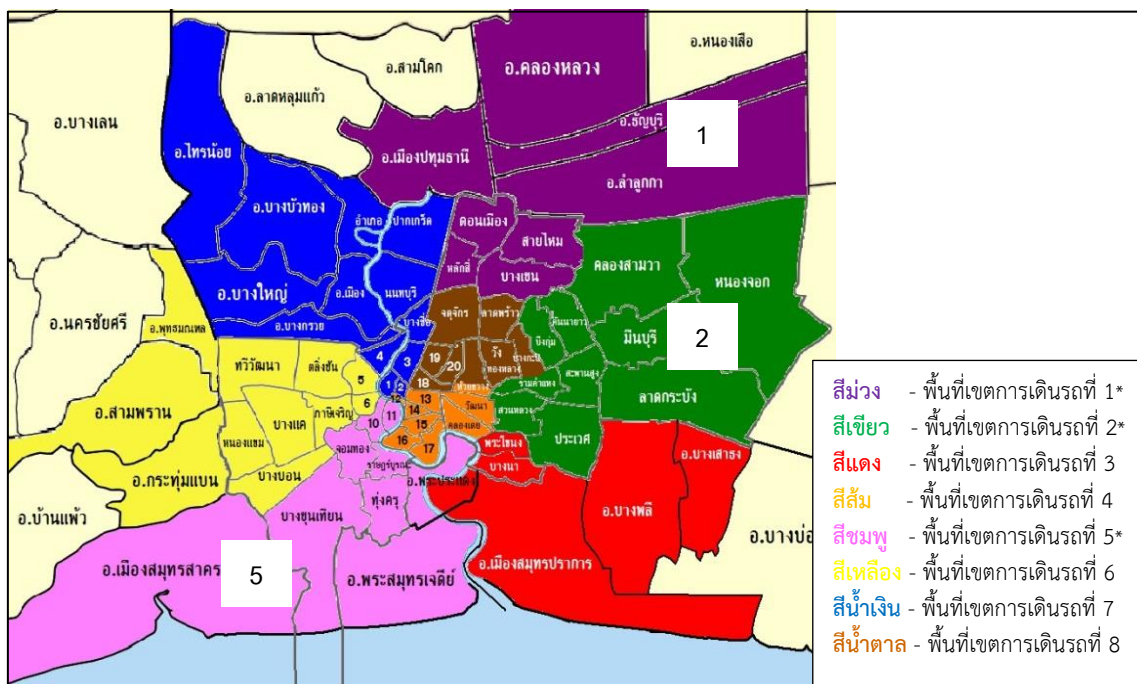 อ.หนองเสือ
อ.สามโคก
อ.คลองหลวง
อ.ลาดหลุมแก้ว
อ.บางเลน
อ.ธัญบุรี
1
อ.ไทรน้อย
อ.เมืองปทุมธานี
อ.ลำลูกกา
อ.บางบัวทอง
อำเภอ ปากเกร็ด
ดอนเมือง
สายไหม
คลองสามวา
หนองจอก
หลักสี่
บางเขน
อ.บางใหญ่
อ.เมือง
นนทบุรี
อ.นครชัยศรี
อ.พุทธมณฑล
อ.บางกรวย
บางซื่อ
จตุจักร
ลาดพร้าว
คันนายาว
บึงกุ่ม
มีนบุรี
2
ทวีวัฒนา
ตลิ่งชัน
4
3
19
20
วัง
ทองหลาง
บางกะปิ
สะพานสูง
5
1
2
18
ห้วยขวาง
รามคำแหง
ลาดกระบัง
อ.สามพราน
ภาษีเจริญ
6
12
13
วัฒนา
สวนหลวง
บางแค
10
11
14
15
คลองเตย
ประเวศ
หนองแขม
จอมทอง
16
17
พระโขนง
อ.บางเสาธง
บางบอน
ราษฎร์บูรณะ
บางนา
อ.กระทุ่มแบน
อ.พระประแดง
อ.บ้านแพ้ว
บางขุนเทียน
ทุ่งครุ
อ.บางพลี
อ.บางบ่อ
อ.เมืองสมุทรสาคร
5
อ.พระสมุทรเจดีย์
อ.เมืองสมุทรปราการ
สีม่วง - พื้นที่เขตการเดินรถที่ 1*
สีเขียว - พื้นที่เขตการเดินรถที่ 2*
สีแดง - พื้นที่เขตการเดินรถที่ 3
สีส้ม - พื้นที่เขตการเดินรถที่ 4
สีชมพู - พื้นที่เขตการเดินรถที่ 5*
สีเหลือง - พื้นที่เขตการเดินรถที่ 6
สีน้ำเงิน - พื้นที่เขตการเดินรถที่ 7
สีน้ำตาล - พื้นที่เขตการเดินรถที่ 8